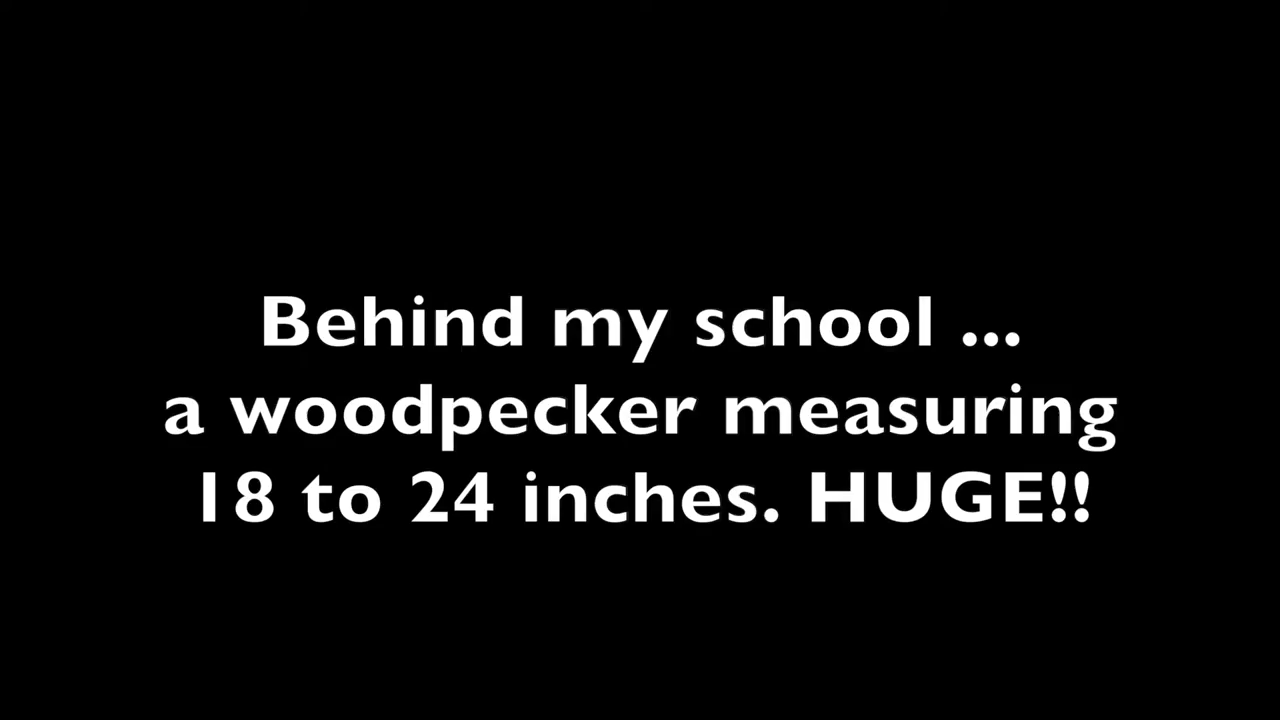 Behind my school ...
a woodpecker measuring
18 to 24 inches. HUGE!!